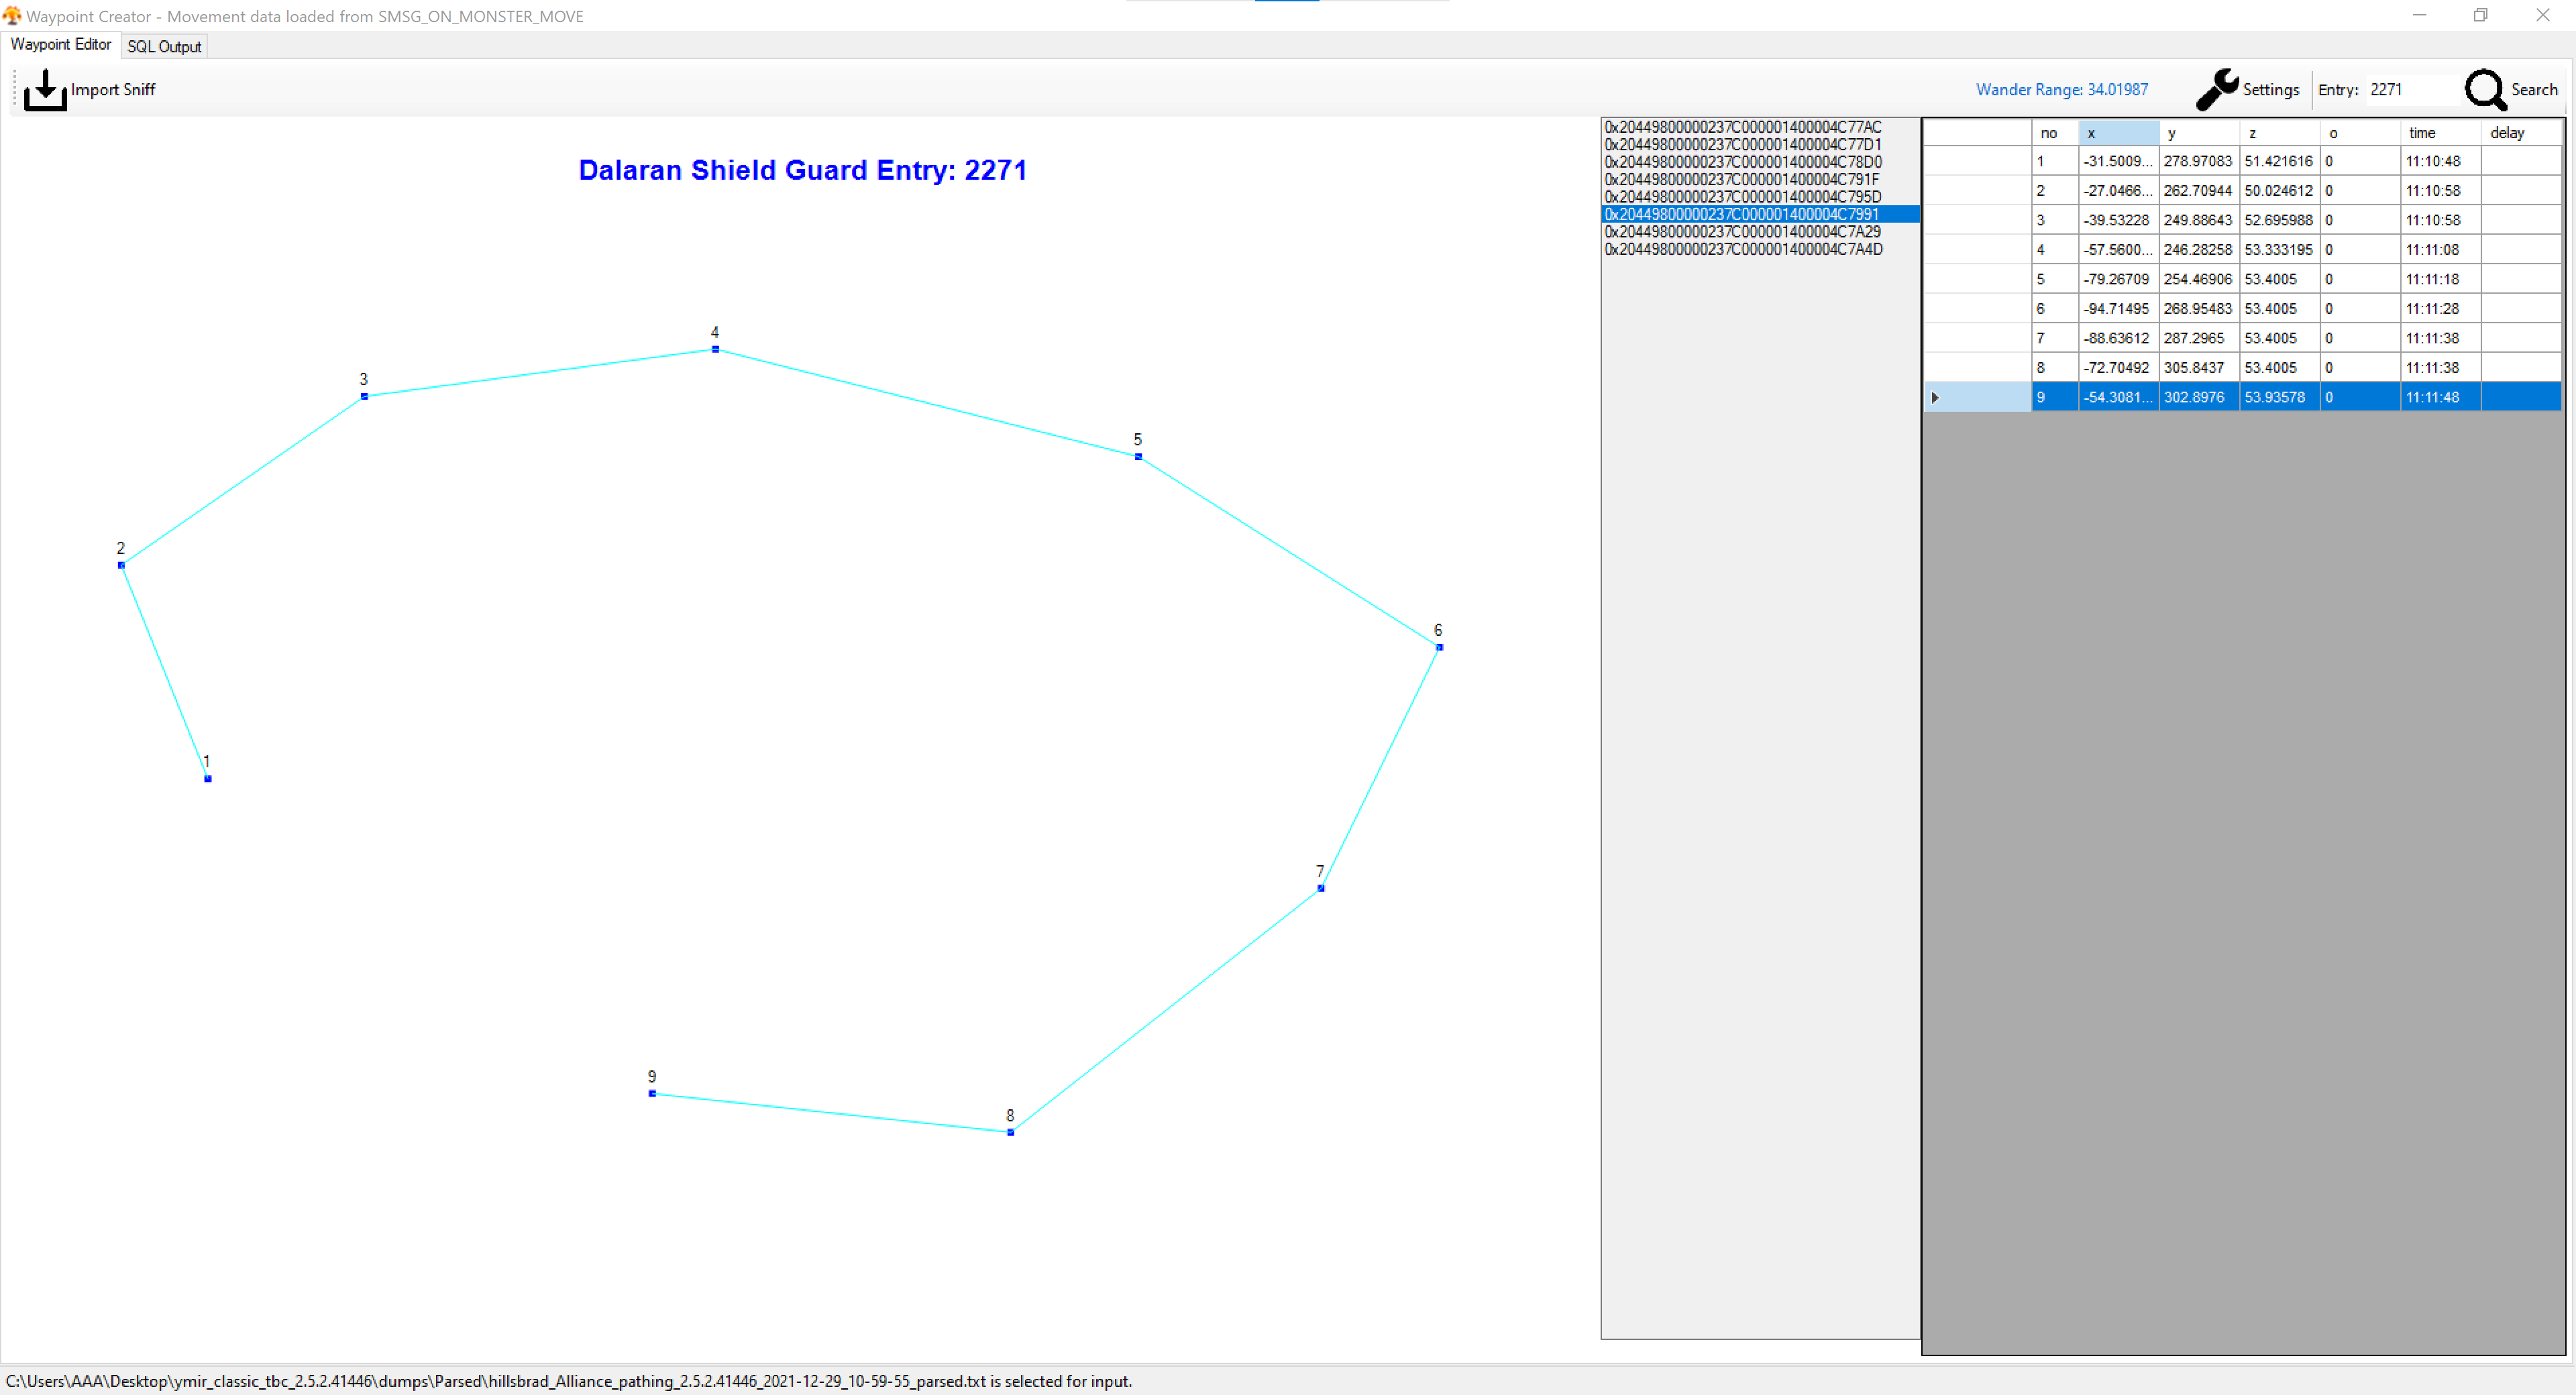 Waypoint Creator - Movement data loaded from SMSG_ON_MONSTER_MOVE
Waypoint Editor
SQL Output
Import Sniff
Wander Range: 34.01987
Settings
Entry: 2271
Search
Dalaran Shield Guard Entry: 2271
1
2
3
4
5
6
7
8
9
0x20449800000237C000001400004C77AC
0x20449800000237C000001400004C77D1
0x20449800000237C000001400004C78D0
0x20449800000237C000001400004C791F
0x20449800000237C000001400004C795D
0x20449800000237C000001400004C7991
0x20449800000237C000001400004C7A29
0x20449800000237C000001400004C7A4D
no x y z o time delay
1 -31.5009... 278.97083 51.421616 0 11:10:48
2 -27.0466... 262.70944 50.024612 0 11:10:58
3 -39.53228 249.88643 52.695988 0 11:10:58
4 -57.5600... 246.28258 53.333195 0 11:11:08
5 -79.26709 254.46906 53.4005 0 11:11:18
6 -94.71495 268.95483 53.4005 0 11:11:28
7 -88.63612 287.2965 53.4005 0 11:11:38
8 -72.70492 305.8437 53.4005 0 11:11:38
9 -54.3081... 302.8976 53.93578 0 11:11:48
C:\Users\AAA\Desktop\ymir_classic_tbc_2.5.2.41446\dumps\Parsed\hillsbrad_Alliance_pathing_2.5.2.41446_2021-12-29_10-59-55_parsed.txt is selected for input.